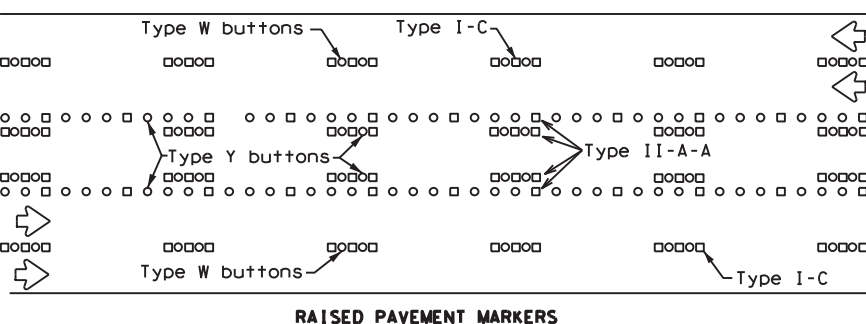 Type W buttons
Type I-C
Type Y buttons
Type II-A-A
Type W buttons
Type I-C
RAISED PAVEMENT MARKERS